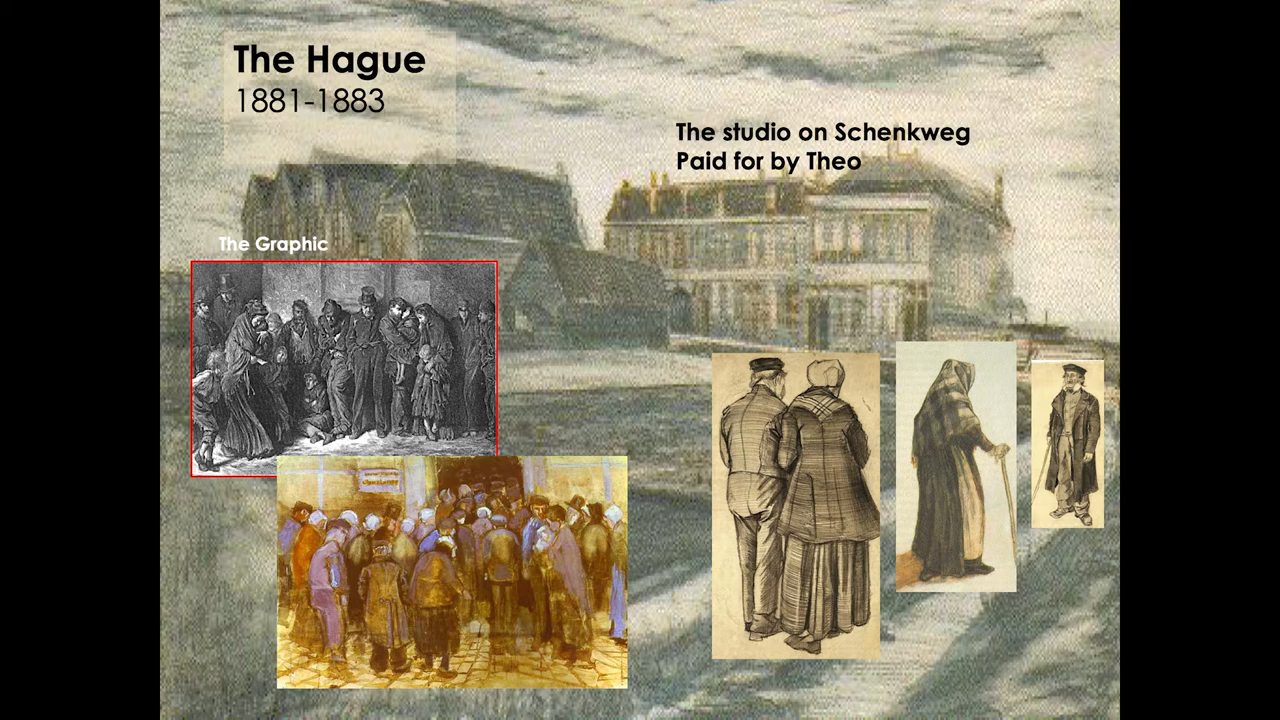 The Hague
1881-1883
The studio on Schenkweg
Paid for by Theo
The Graphic